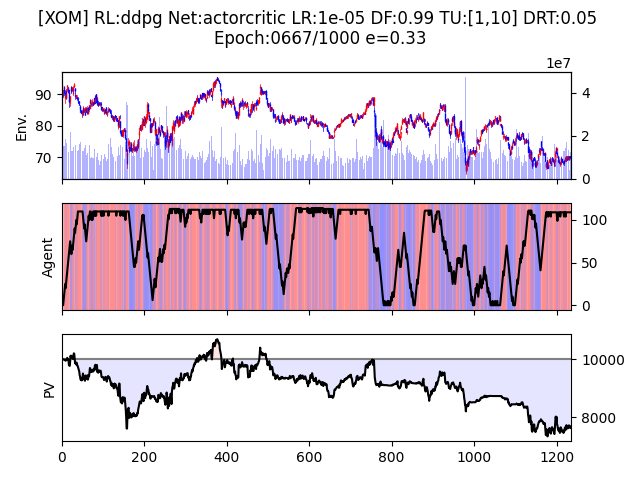 [XOM] RL:ddpg Net:actorcritic LR:1e-05 DF:0.99 TU:[1,10] DRT:0.05
Epoch:0667/1000 e=0.33
1e7
Env.
90
80
70
4
2
0
Agent
100
50
0
PV
10000
8000
0 200 400 600 800 1000 1200